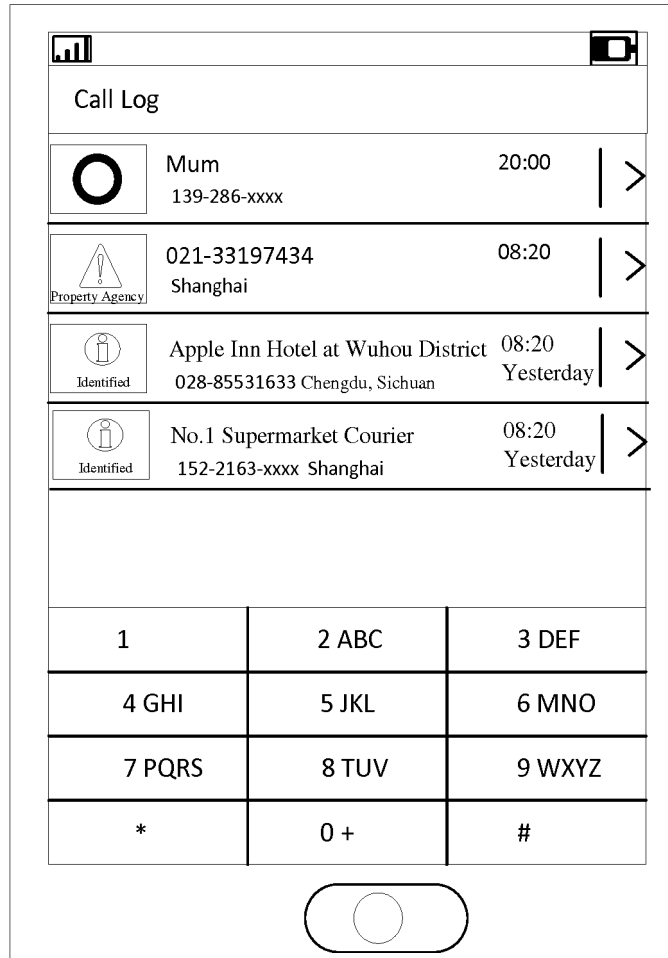 Call Log
Mum 20:00
139-286-xxxx
021-33197434 08:20
Shanghai
Property Agency
Apple Inn Hotel at Wuhou District 08:20
Identified 028-85531633 Chengdu, Sichuan Yesterday
No.1 Supermarket Courier 08:20
Identified 152-2163-xxxx Shanghai Yesterday
1 2 ABC 3 DEF
4 GHI 5 JKL 6 MNO
7 PQRS 8 TUV 9 WXYZ
* 0 + #